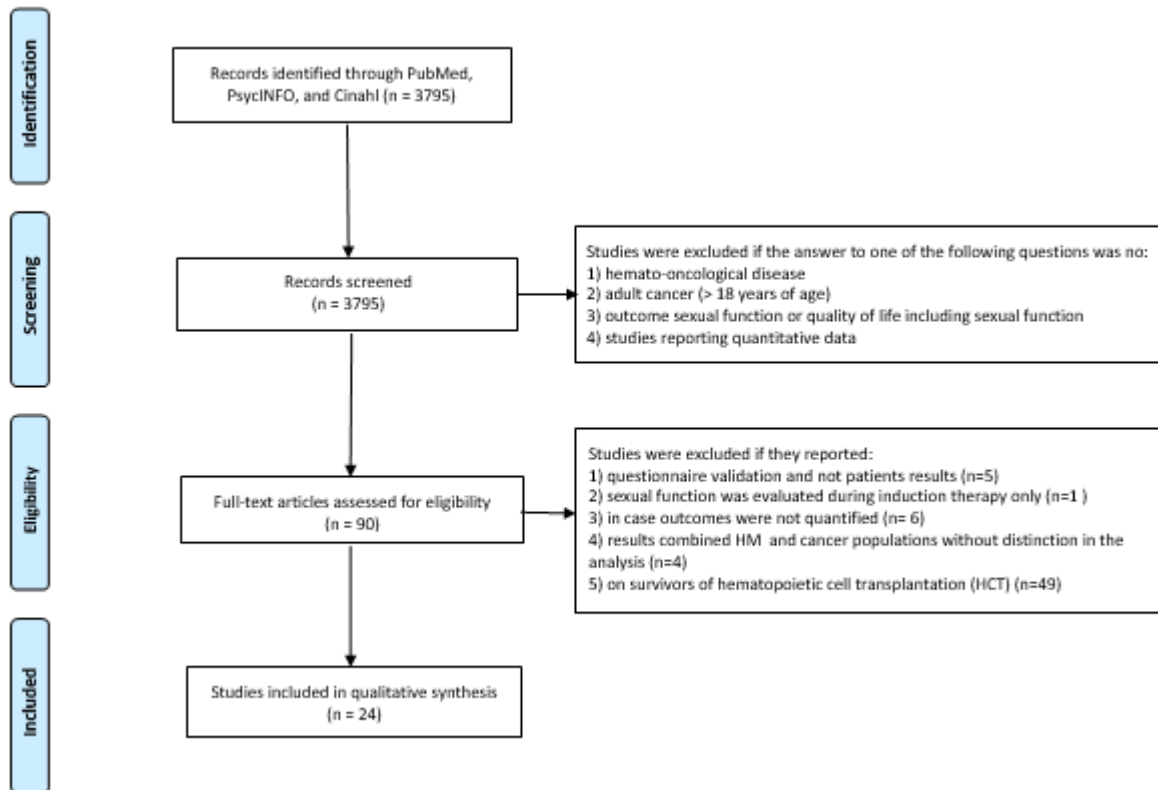 Identification
Records identified through PubMed,
PsycINFO, and Cinahl (n = 3795)
Screening
Records screened
(n = 3795)
Studies were excluded if the answer to one of the following questions was no:
1) hemato-oncological disease
2) adult cancer (> 18 years of age)
3) outcome sexual function or quality of life including sexual function
4) studies reporting quantitative data
Eligibility
Full-text articles assessed for eligibility
(n = 90)
Studies were excluded if they reported:
1) questionnaire validation and not patients results (n=5)
2) sexual function was evaluated during induction therapy only (n=1 )
3) in case outcomes were not quantified (n= 6)
4) results combined HM  and cancer populations without distinction in the
analysis (n=4)
5) on survivors of hematopoietic cell transplantation (HCT) (n=49)
Included
Studies included in qualitative synthesis
(n = 24)